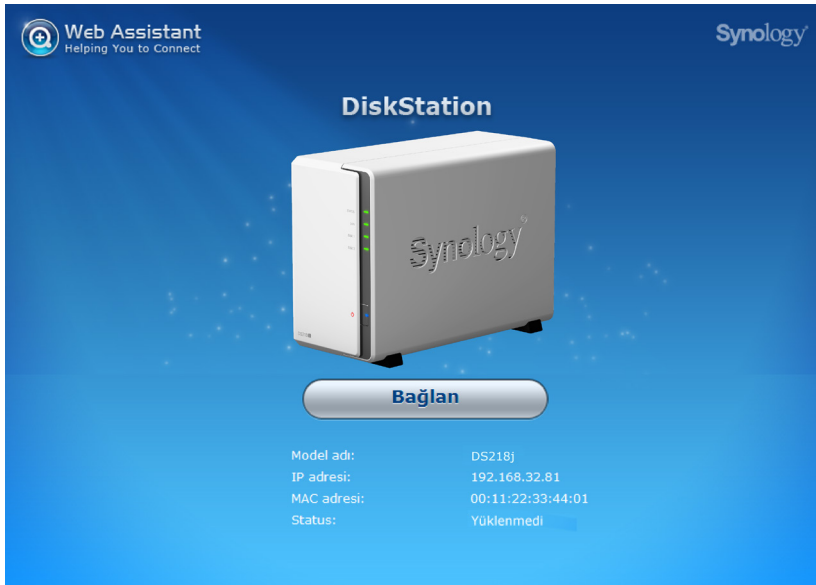 Web Assistant
Helping You to Connect
Synology
DiskStation
Synology
Bağlan
Model adı: DS218j
IP adresi: 192.168.32.81
MAC adresi: 00:11:22:33:44:01
Status: Yüklenmedi